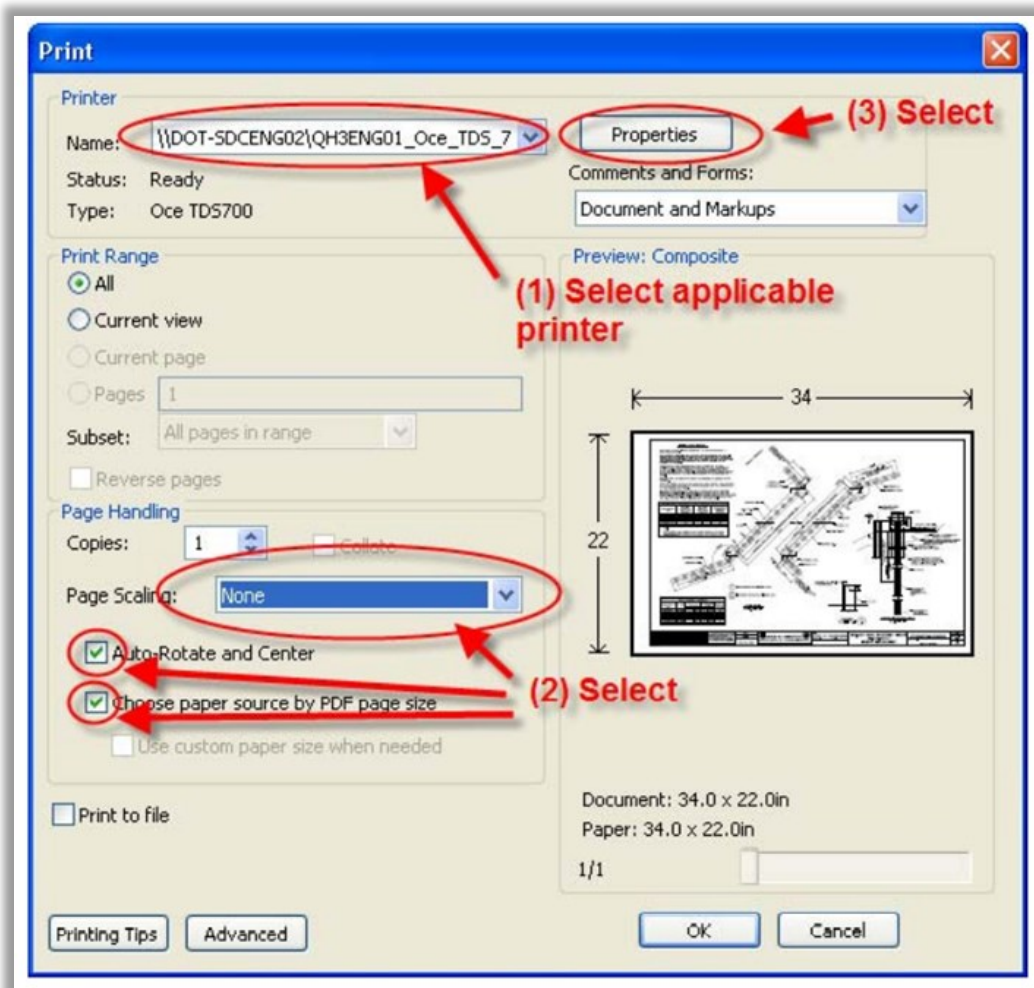 Print
Printer
(3) Select
Name: \\DOT-SDCENG02\QH3ENG01_Oce_TDS_7 Properties
Status: Ready
Comments and Forms:
Type: Oce TDS700
Document and Markups
Print Range
Preview: Composite
All
(1) Select applicable
printer
Current view
Current page
Pages 1
34
Subset: All pages in range
Reverse pages
Page Handling
Copies: 1 Collate
22
Page Scaling: None
Auto-Rotate and Center
(2) Select
Choose paper source by PDF page size
Use custom paper size when needed
Print to file
Document: 34.0 x 22.0in
Paper: 34.0 x 22.0in
1/1
Printing Tips Advanced OK Cancel